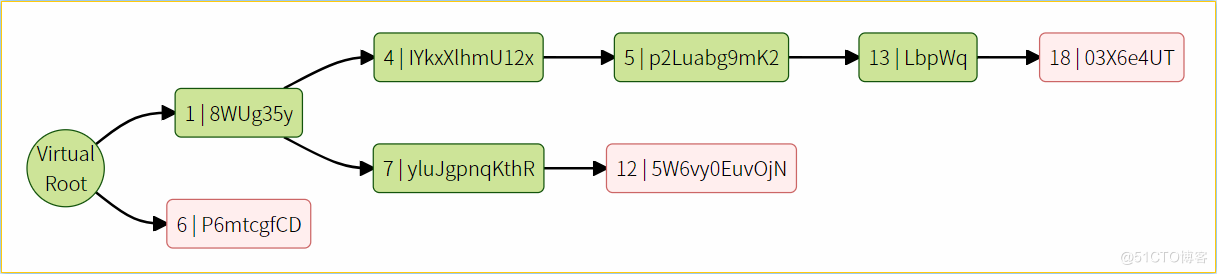 4 | IYkxXlhmU12x
5 | p2Luabg9mK2
13 | LbpWq
18 | 03X6e4UT
1 | 8WUg35y
Virtual
Root
7 | yluJgpnqKthR
12 | 5W6vy0EuvOjN
6 | P6mtcgfCD
@51CTO博客